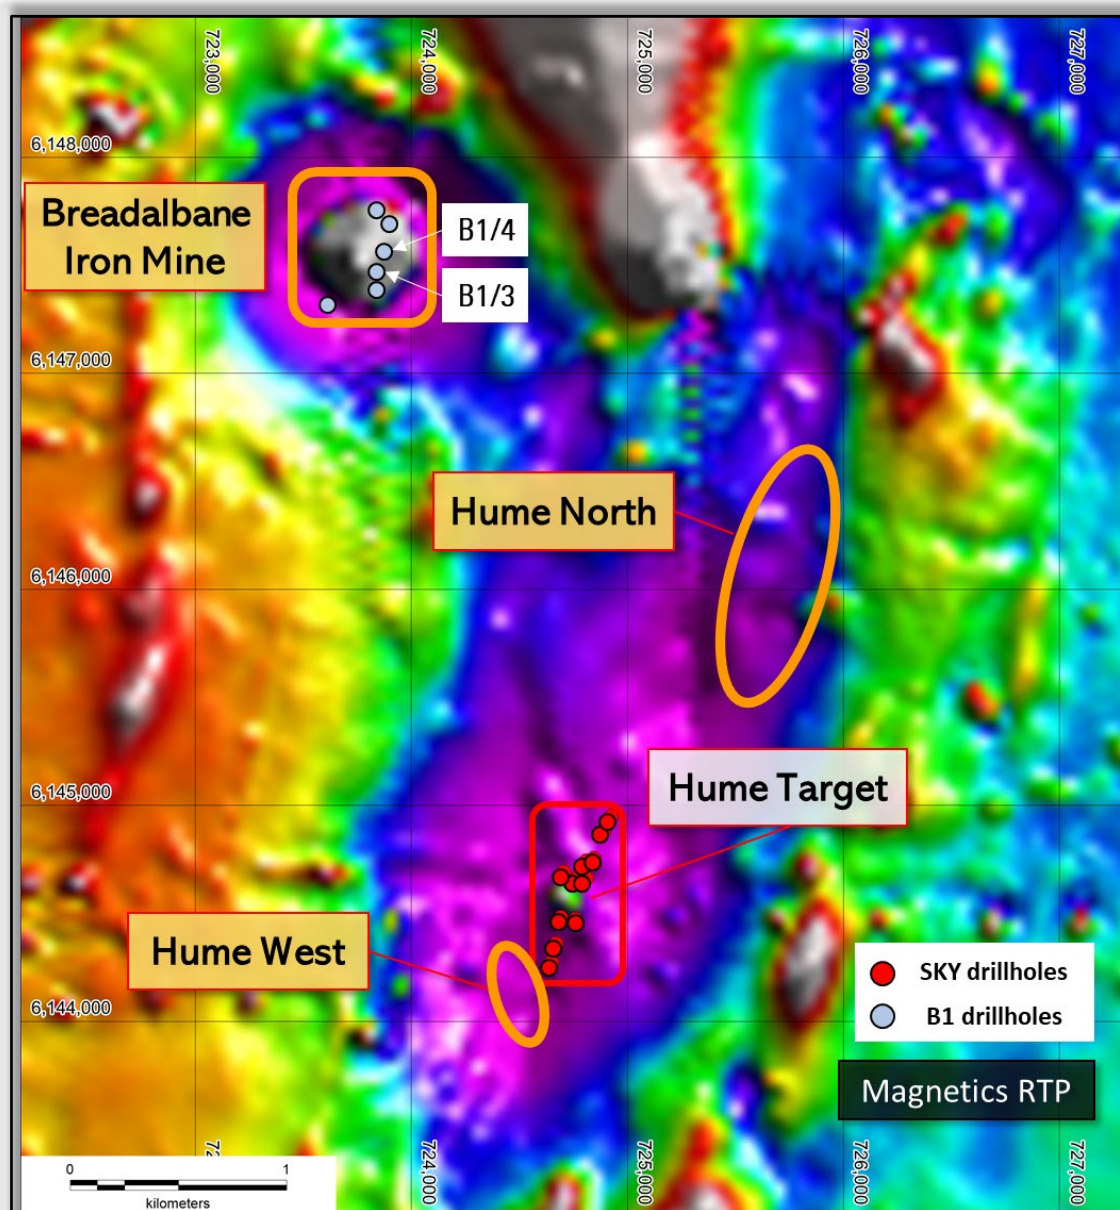 723,000
724,000
725,000
726,000
727,000
6,148,000
Breadalbane
Iron Mine
B1/4
B1/3
6,147,000
Hume North
6,146,000
Hume Target
6,145,000
Hume West
SKY drillholes
B1 drillholes
6,144,000
Magnetics RTP
724,000
725,000
726,000
727,000
0
1
kilometers